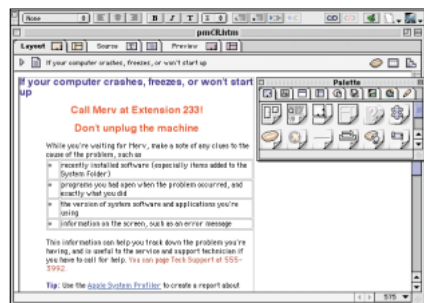 None
B I T
pmCR.htm
Layout Source Preview
If your computer crashes, freezes, or won't start up
If your computer crashes, freezes, or won't start
up
Call Merv at Extension 233!
Don't unplug the machine
While you're waiting for Merv, make a note of any clues to the
cause of the problem, such as
recently installed software (especially items added to the
System Folder)
programs you had open when the problem occurred, and
exactly what you did
the version of system software and applications you're
using
information on the screen, such as an error message
This information can help you track down the problem you're
having, and is useful to the service and support technician if
you have to call for help. You can page Tech Support at 555-
3992.
Tip: Use the Apple System Profiler to create a report about
Palette
575